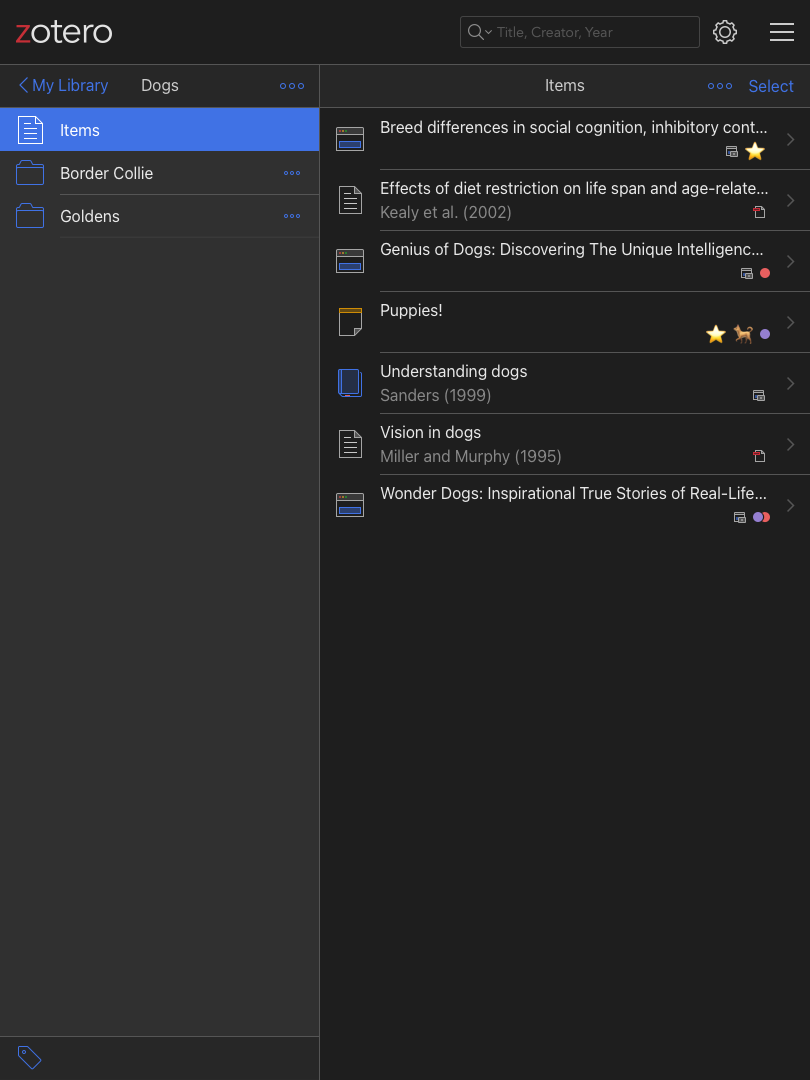 zotero
Title, Creator, Year
My Library
Dogs
Items
Select
Items
Border Collie
Goldens
Breed differences in social cognition, inhibitory cont...
Effects of diet restriction on life span and age-relate...
Kealy et al. (2002)
Genius of Dogs: Discovering The Unique Intelligenc...
Puppies!
Understanding dogs
Sanders (1999)
Vision in dogs
Miller and Murphy (1995)
Wonder Dogs: Inspirational True Stories of Real-Life...